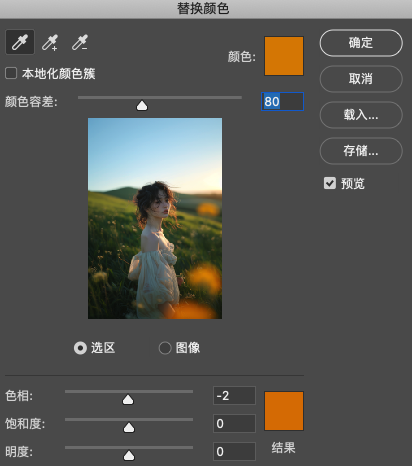 替换颜色
颜色:
确定
本地化颜色簇
取消
颜色容差:
80
载入...
存储...
预览
选区
图像
色相:
-2
饱和度:
0
结果
明度:
0